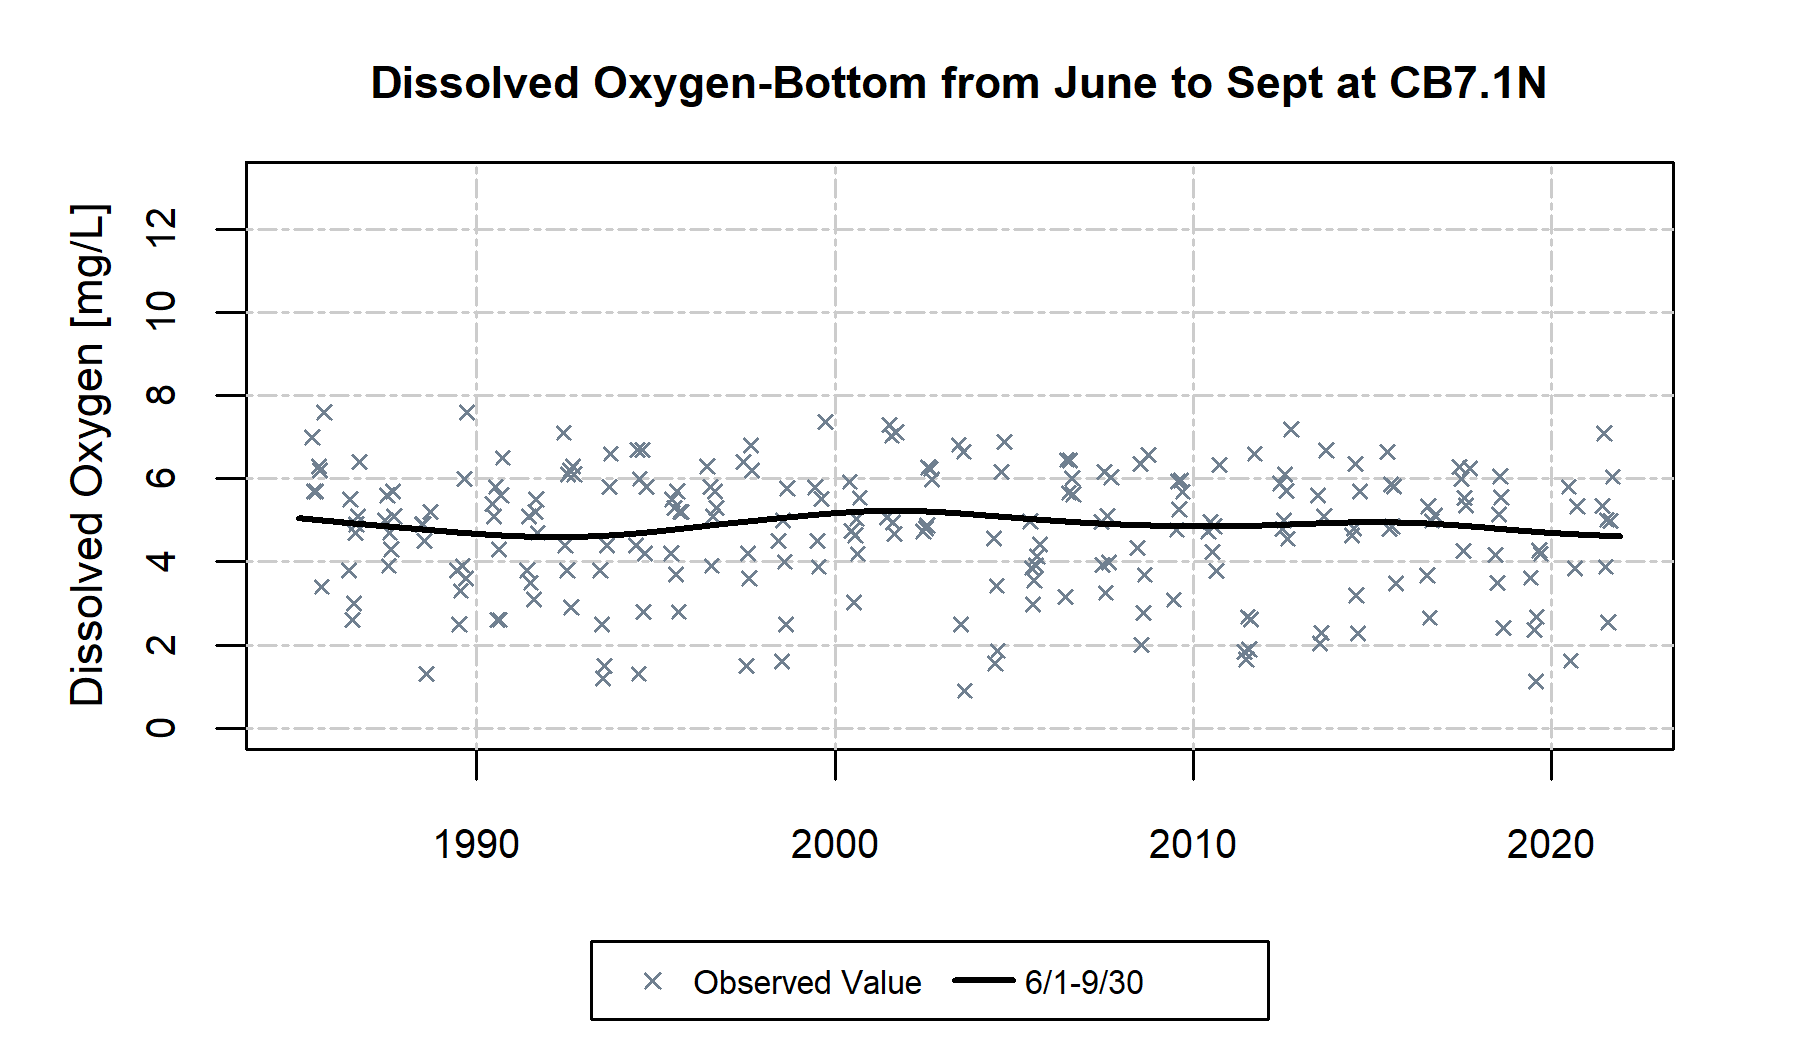 Dissolved Oxygen-Bottom from June to Sept at CB7.1N
Dissolved Oxygen [mg/L]
12
10
8
6
4
2
0
1990 2000 2010 2020
Observed Value 6/1-9/30